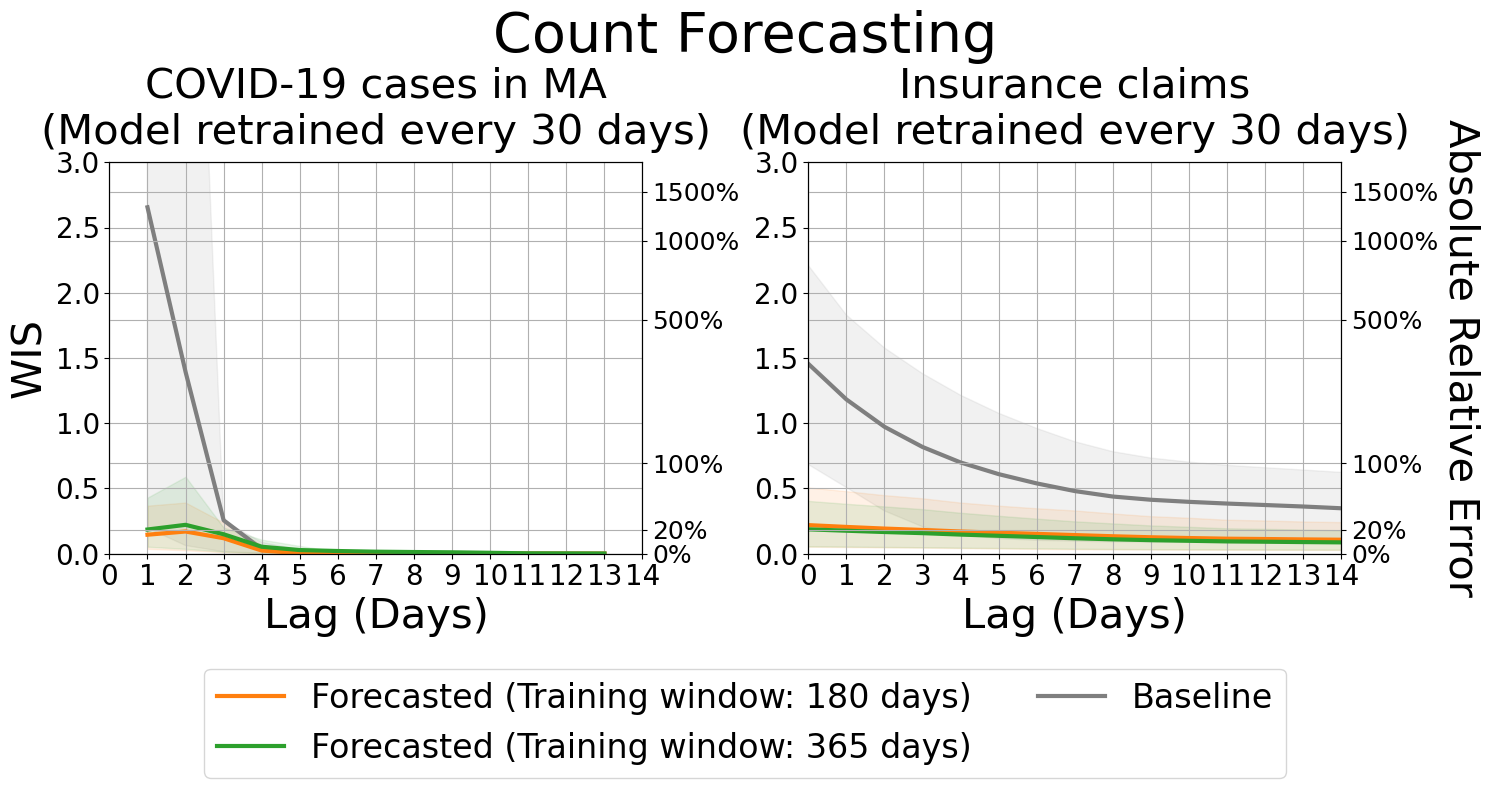 Count Forecasting
COVID-19 cases in MA
(Model retrained every 30 days)
Insurance claims
(Model retrained every 30 days)
WIS
3.0
2.5
2.0
1.5
1.0
0.5
0.0
1500%
1000%
500%
100%
20%
0%
0 1 2 3 4 5 6 7 8 9 10 11 12 13 14
Lag (Days)
3.0
2.5
2.0
1.5
1.0
0.5
0.0
1500%
1000%
500%
100%
20%
0%
0 1 2 3 4 5 6 7 8 9 10 11 12 13 14
Lag (Days)
Absolute Relative Error
Forecasted (Training window: 180 days)
Forecasted (Training window: 365 days)
Baseline